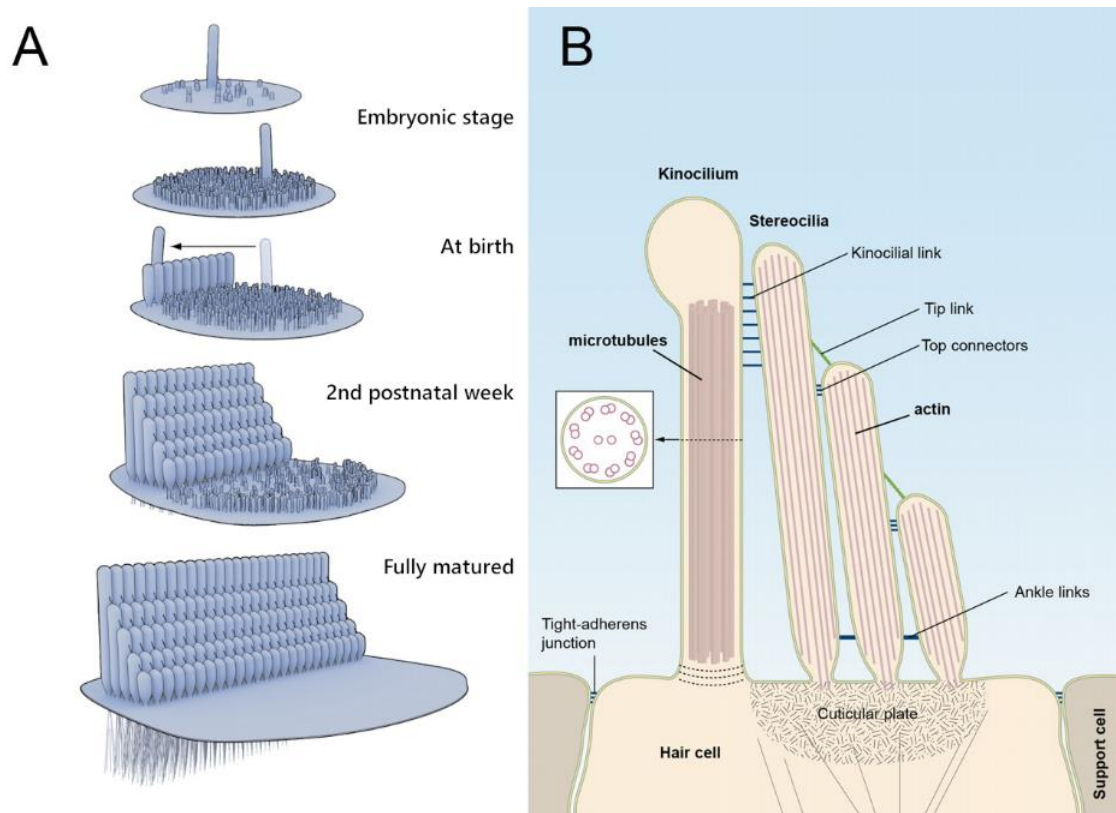 A
Embryonic stage
At birth
2nd postnatal week
Fully matured
B
Kinocilium
Stereocilia
Kinocilial link
Tip link
microtubules
Top connectors
actin
Ankle links
Tight-adherens
junction
Cuticular plate
Hair cell
Support cell